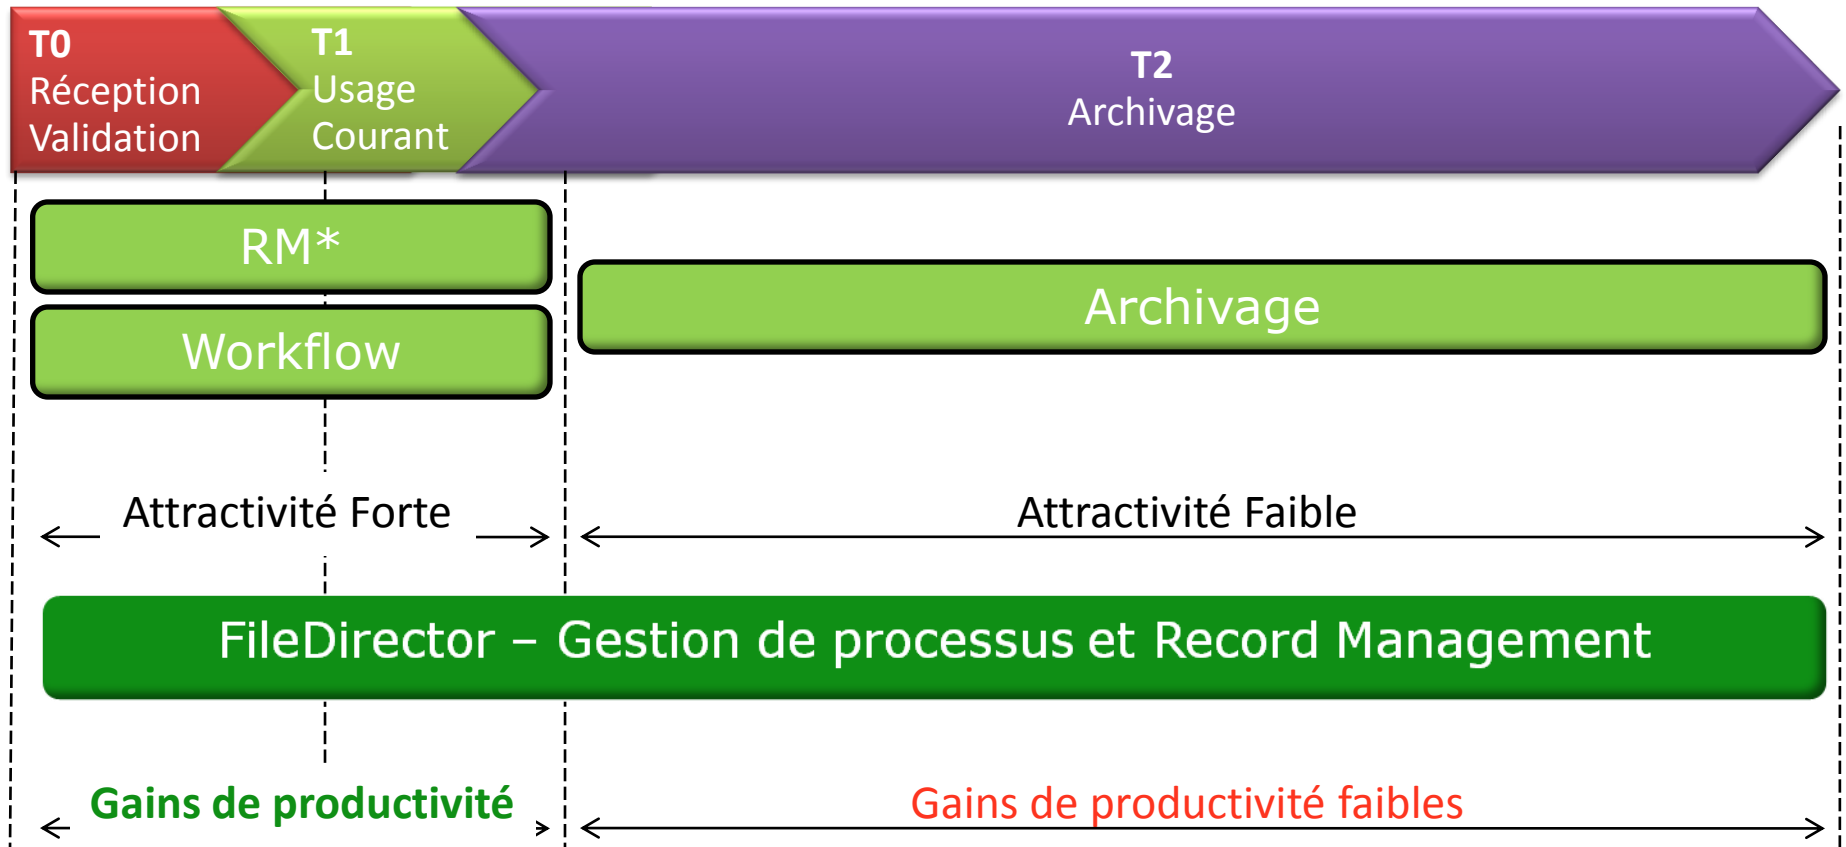 T0
Réception
Validation
T1
Usage
Courant
T2
Archivage
RM*
Workflow
Archivage
Attractivité Forte
Attractivité Faible
FileDirector – Gestion de processus et Record Management
Gains de productivité
Gains de productivité faibles